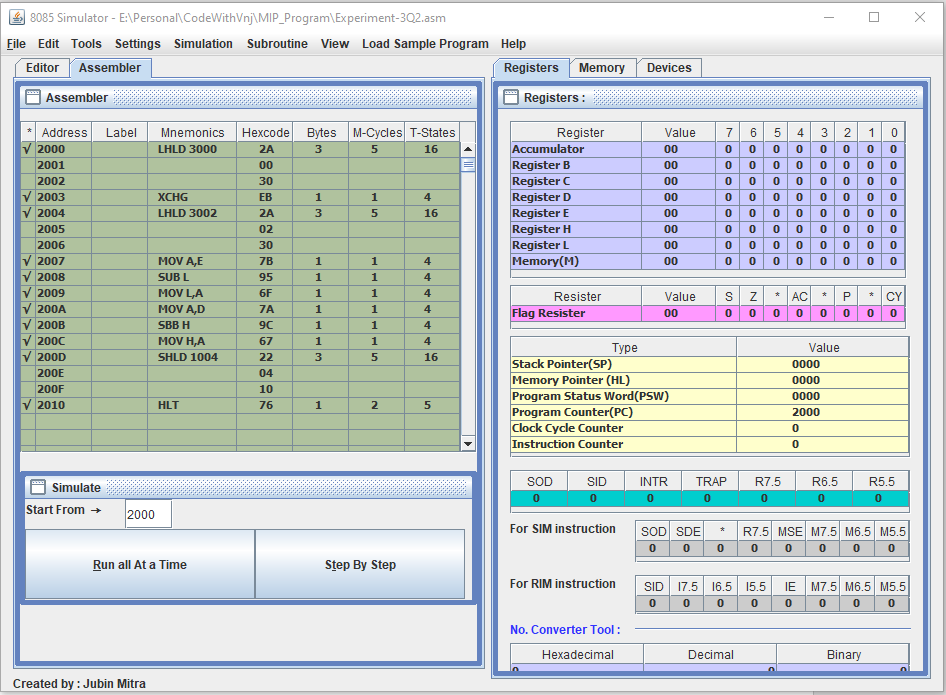 8085 Simulator - E:\Personal\CodeWithVnj\MIP_Program\Experiment-3Q2.asm
File Edit Tools Settings Simulation Subroutine View Load Sample Program Help
Editor Assembler
Assembler
* Address Label Mnemonics Hexcode Bytes M-Cycles T-States
√ 2000 LHLD 3000 2A 3 5 16
2001 00
2002 30
√ 2003 XCHG EB 1 1 4
√ 2004 LHLD 3002 2A 3 5 16
2005 02
2006 30
√ 2007 MOV A,E 7B 1 1 4
√ 2008 SUB L 95 1 1 4
√ 2009 MOV L,A 6F 1 1 4
√ 200A MOV A,D 7A 1 1 4
√ 200B SBB H 9C 1 1 4
√ 200C MOV H,A 67 1 1 4
√ 200D SHLD 1004 22 3 5 16
200E 04
200F 10
√ 2010 HLT 76 1 2 5
Simulate
Start From → 2000
Run all At a Time Step By Step
Registers Memory Devices
Registers :
Register Value 7 6 5 4 3 2 1 0
Accumulator 00 0 0 0 0 0 0 0 0
Register B 00 0 0 0 0 0 0 0 0
Register C 00 0 0 0 0 0 0 0 0
Register D 00 0 0 0 0 0 0 0 0
Register E 00 0 0 0 0 0 0 0 0
Register H 00 0 0 0 0 0 0 0 0
Register L 00 0 0 0 0 0 0 0 0
Memory(M) 00 0 0 0 0 0 0 0 0
Resister Value S Z * AC * P * CY
Flag Resister 00 0 0 0 0 0 0 0 0
Type Value
Stack Pointer(SP) 0000
Memory Pointer (HL) 0000
Program Status Word(PSW) 0000
Program Counter(PC) 2000
Clock Cycle Counter 0
Instruction Counter 0
SOD SID INTR TRAP R7.5 R6.5 R5.5
0 0 0 0 0 0 0
For SIM instruction
SOD SDE * R7.5 MSE M7.5 M6.5 M5.5
0 0 0 0 0 0 0 0
For RIM instruction
SID I7.5 I6.5 I5.5 IE M7.5 M6.5 M5.5
0 0 0 0 0 0 0 0
No. Converter Tool :
Hexadecimal Decimal Binary
0 0 0
Created by : Jubin Mitra